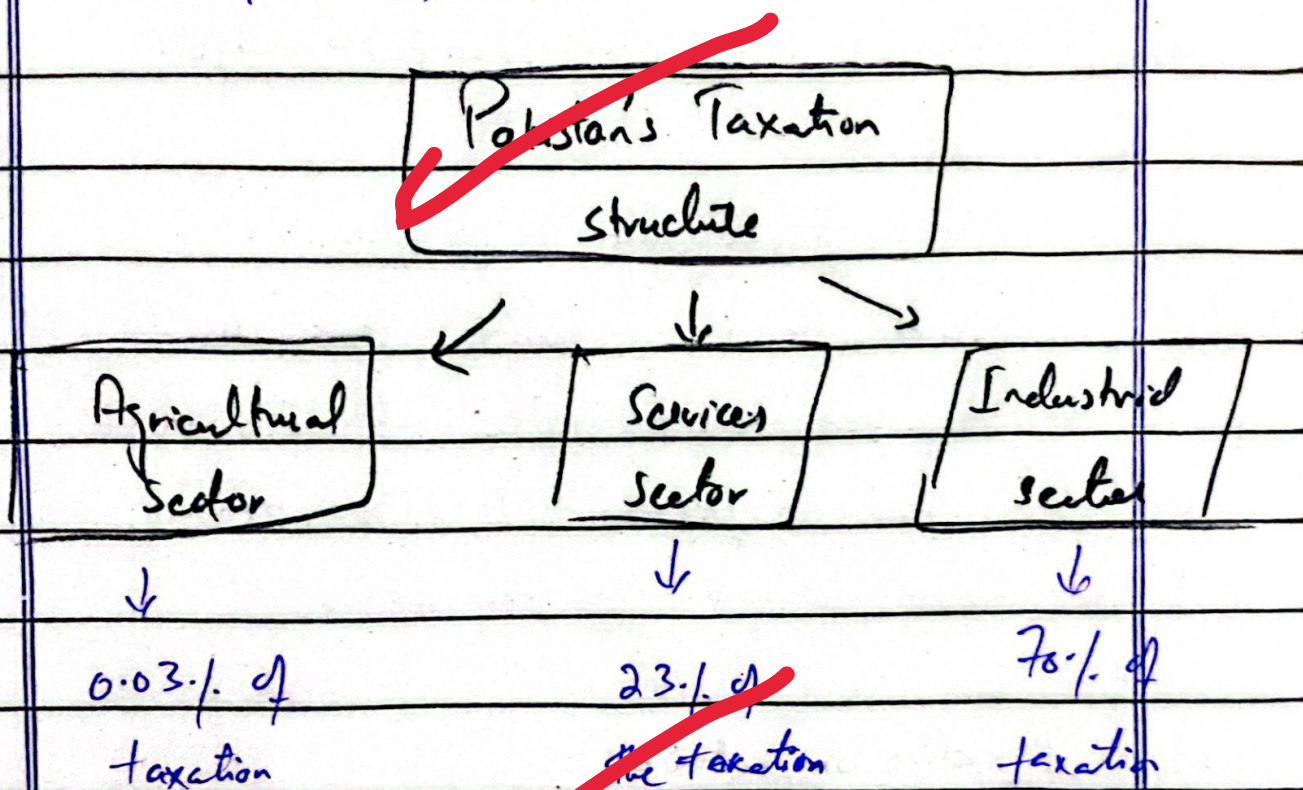 Pakistan's Taxation
structure
Agricultural
Sector
Services
Sector
Industrial
sector
0.03% of
taxation
23% of
the taxation
70% of
taxation